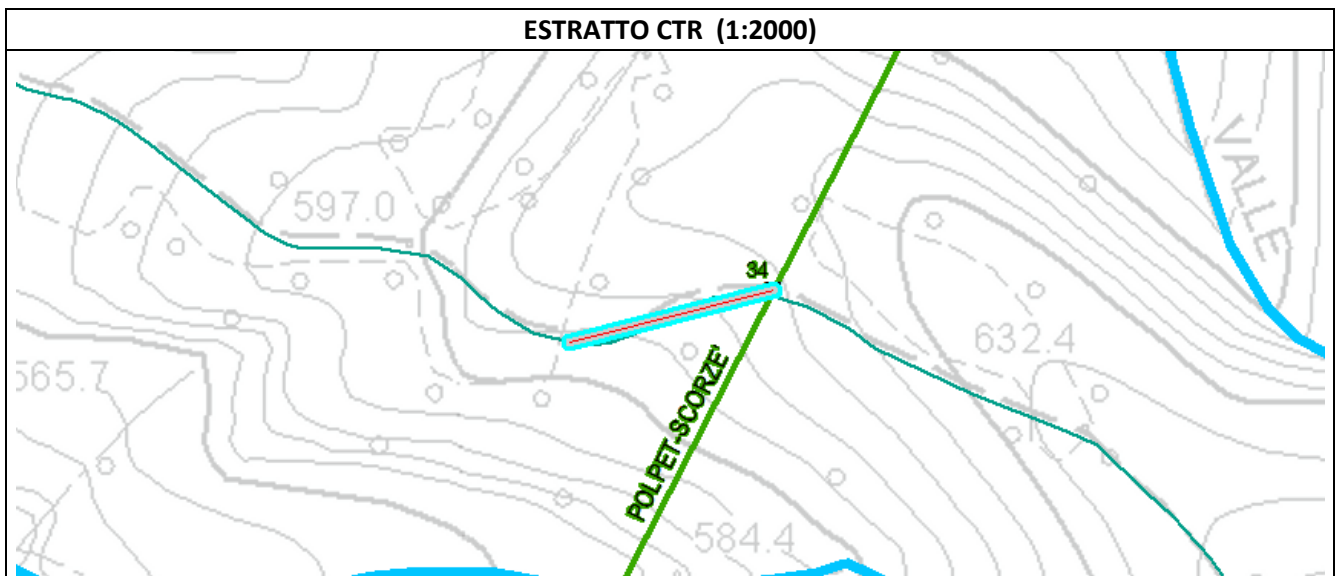 ESTRATTO CTR (1:2000)
VALLE
597.0
34
632.4
565.7
POLPET-SCORZE'
584.4